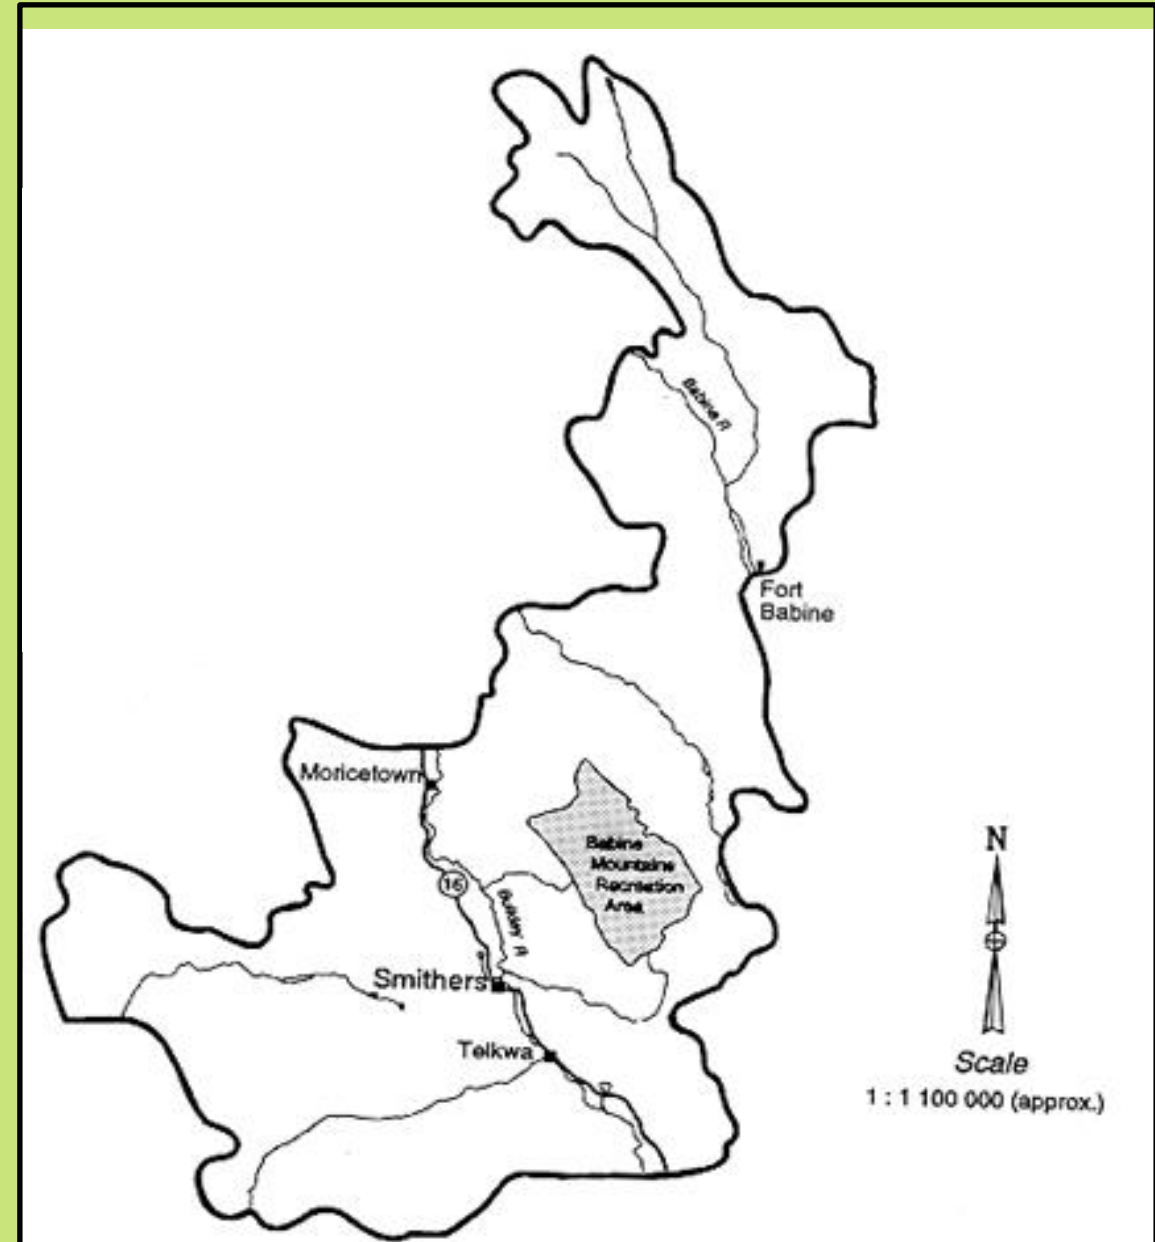 Babine R
Fort
Babine
Moricetown
Babine
Mountains
Recreation
Area
16
Bulkley R
Smithers
Telkwa
N
Scale
1 : 1 100 000 (approx.)